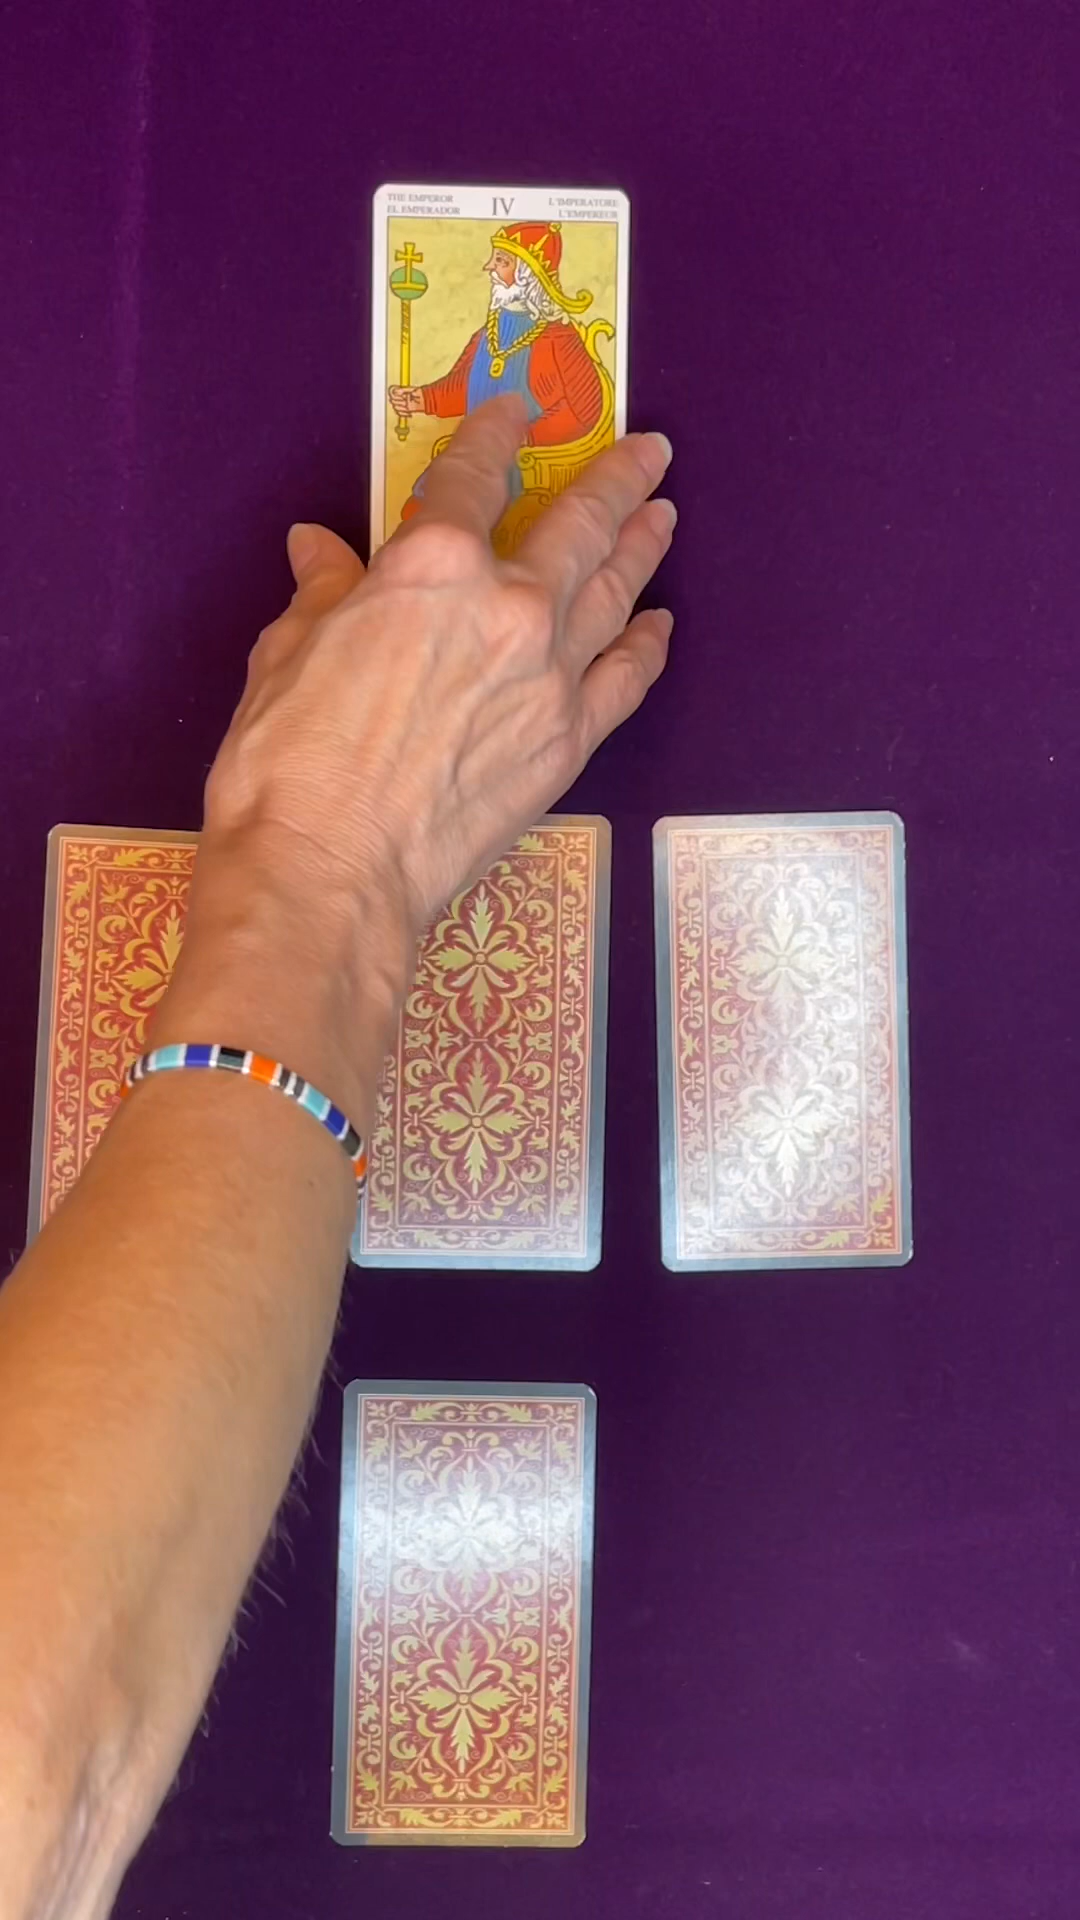 THE EMPEROR
EL EMPERADOR
IV
L'IMPERATORE
L'EMPEREUR